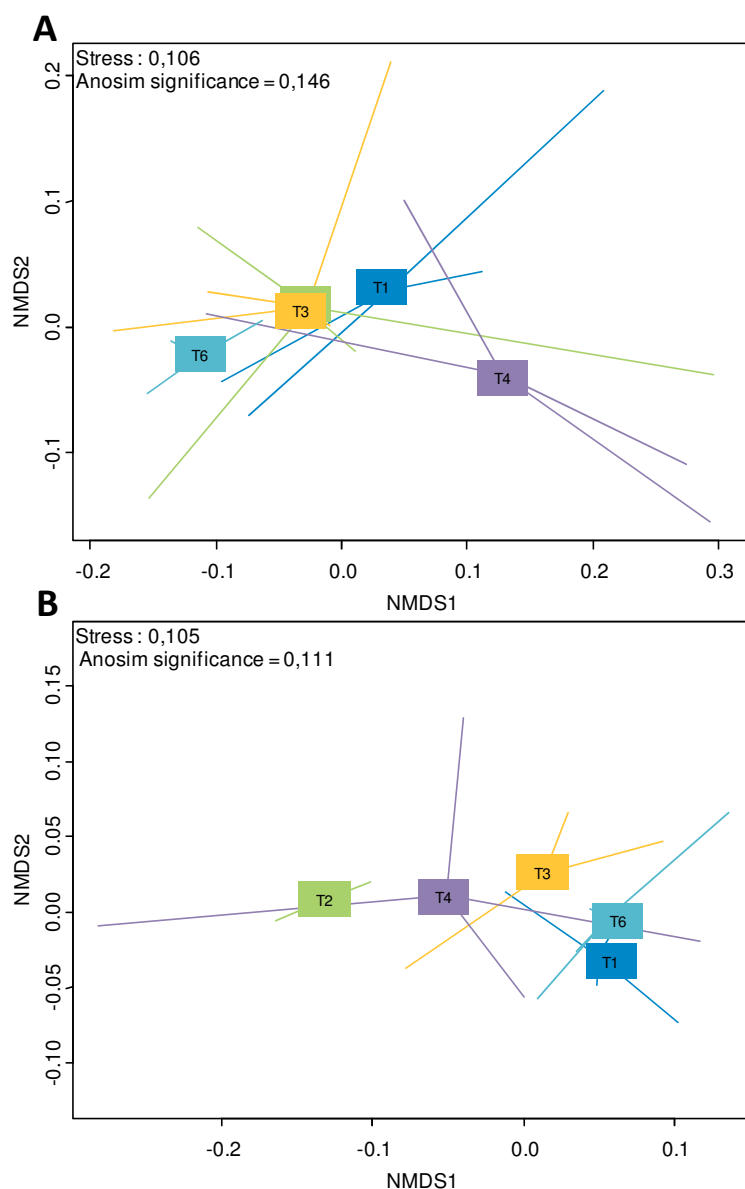 A
Stress : 0,106
Anosim significance = 0,146
0.2
0.1
0.0
-0.1
NMDS2
T1
T3
T6
T4
-0.2 -0.1 0.0 0.1 0.2 0.3
NMDS1
B
Stress : 0,105
Anosim significance = 0,111
0.15
0.10
0.05
0.00
-0.05
-0.10
NMDS2
T3
T2
T4
T6
T1
-0.2 -0.1 0.0 0.1
NMDS1